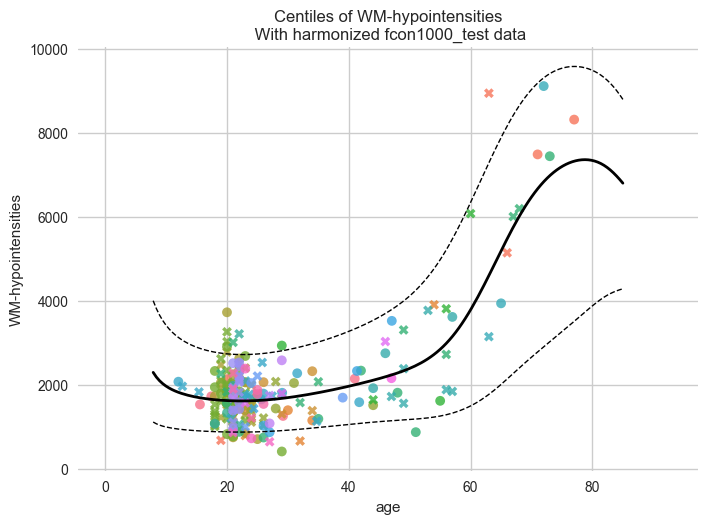 Centiles of WM-hypointensities
With harmonized fcon1000_test data
10000
8000
6000
4000
2000
0
WM-hypointensities
0 20 40 60 80
age